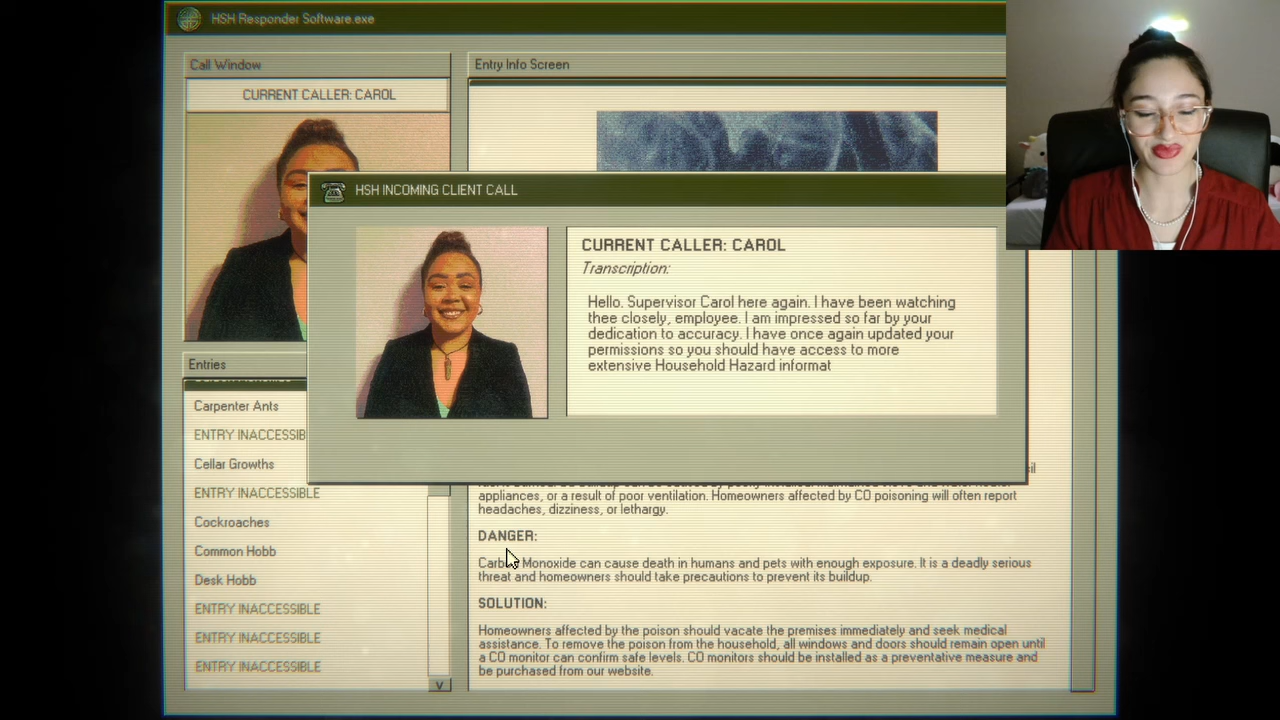 HSH Responder Software.exe
Call Window
CURRENT CALLER: CAROL
Entry Info Screen
HSH INCOMING CLIENT CALL
CURRENT CALLER: CAROL
Transcription:
Hello. Supervisor Carol here again. I have been watching
thee closely, employee. I am impressed so far by your
dedication to accuracy. I have once again updated your
permissions so you should have access to more
extensive Household Hazard informat
Entries
Carpenter Ants
ENTRY INACCESSIB
Cellar Growths
ENTRY INACCESSIBLE
Cockroaches
Common Hobb
Desk Hobb
ENTRY INACCESSIBLE
ENTRY INACCESSIBLE
ENTRY INACCESSIBLE
V
appliances, or a result of poor ventilation. Homeowners affected by CO poisoning will often report
headaches, dizziness, or lethargy.
DANGER:
Monoxide can cause death in humans and pets with enough exposure. It is a deadly serious
threat and homeowners should take precautions to prevent its buildup.
SOLUTION:
Homeowners affected by the poison should vacate the premises immediately and seek medical
assistance. To remove the poison from the household, all windows and doors should remain open until
a CO monitor can confirm safe levels. CO monitors should be installed as a preventative measure and
be purchased from our website.